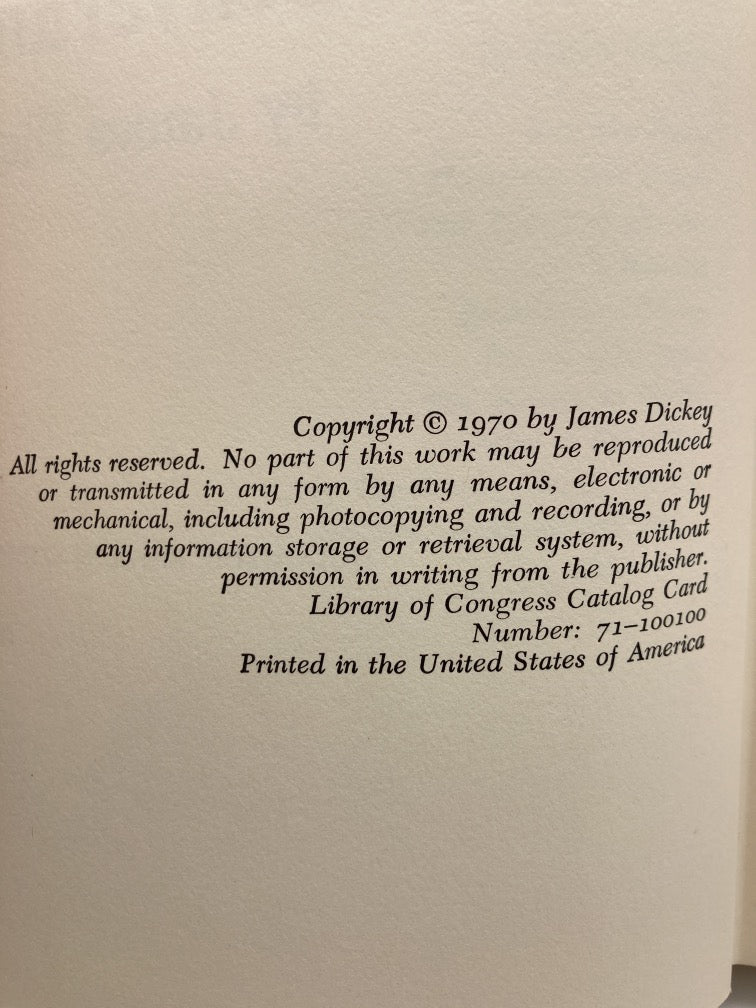 Copyright © 1970 by James Dickey
All rights reserved. No part of this work may be reproduced
or transmitted in any form by any means, electronic or
mechanical, including photocopying and recording, or by
any information storage or retrieval system, without
permission in writing from the publisher.
Library of Congress Catalog Card
Number: 71–100100
Printed in the United States of America